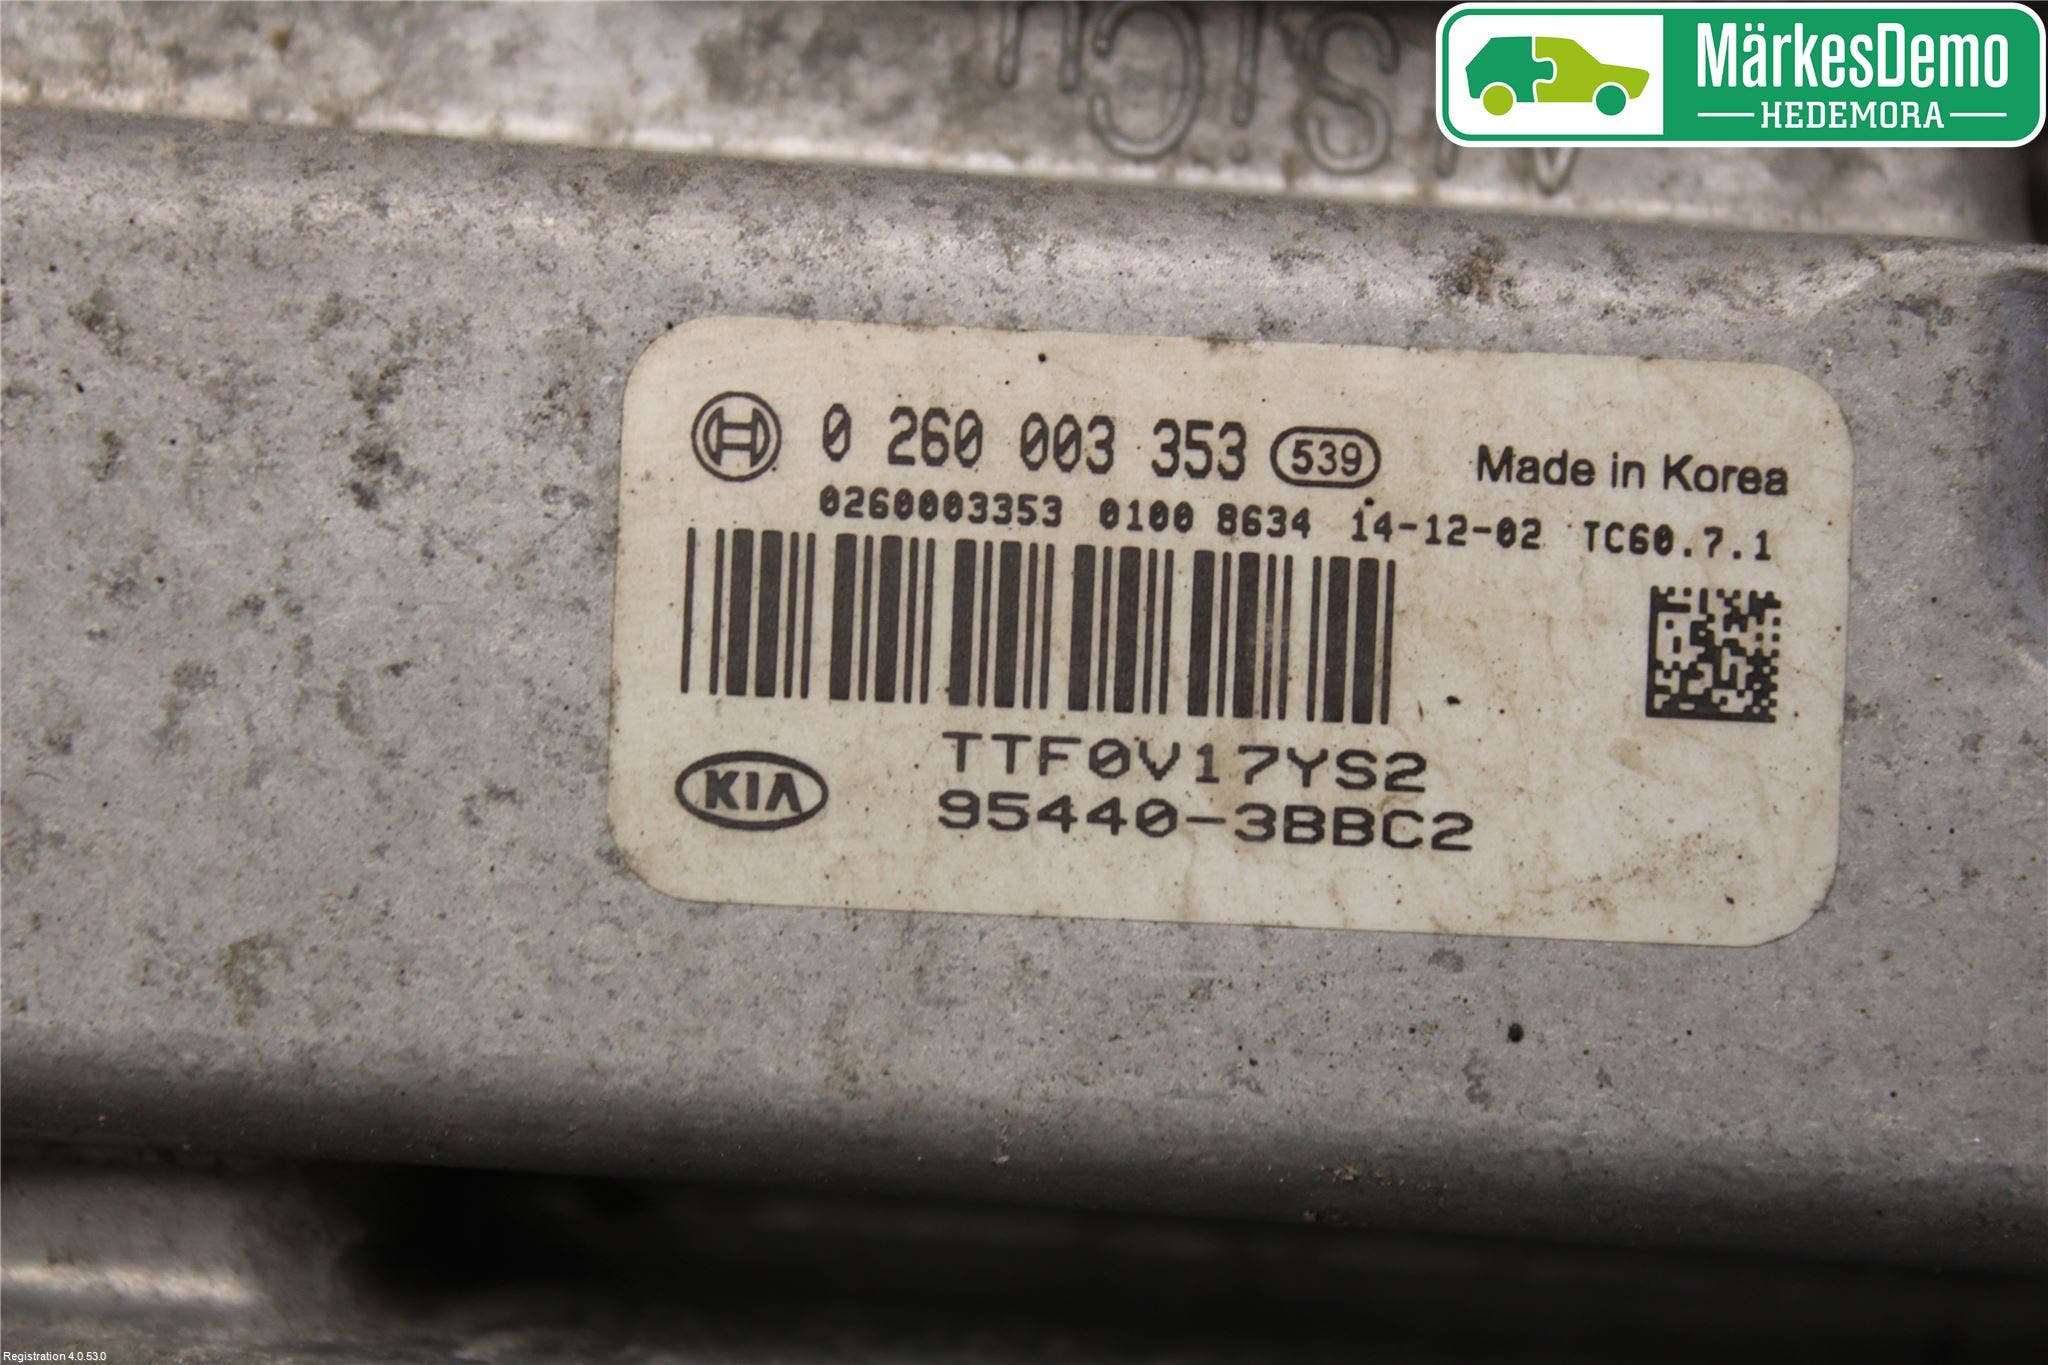 MärkesDemo
HEDEMORA
0 260 003 353 539 Made in Korea
0260003353 0100 8634 14-12-02 TC60.7.1
TTF0V17YS2
KIA 95440-3BBC2
Registration 4.0.53.0